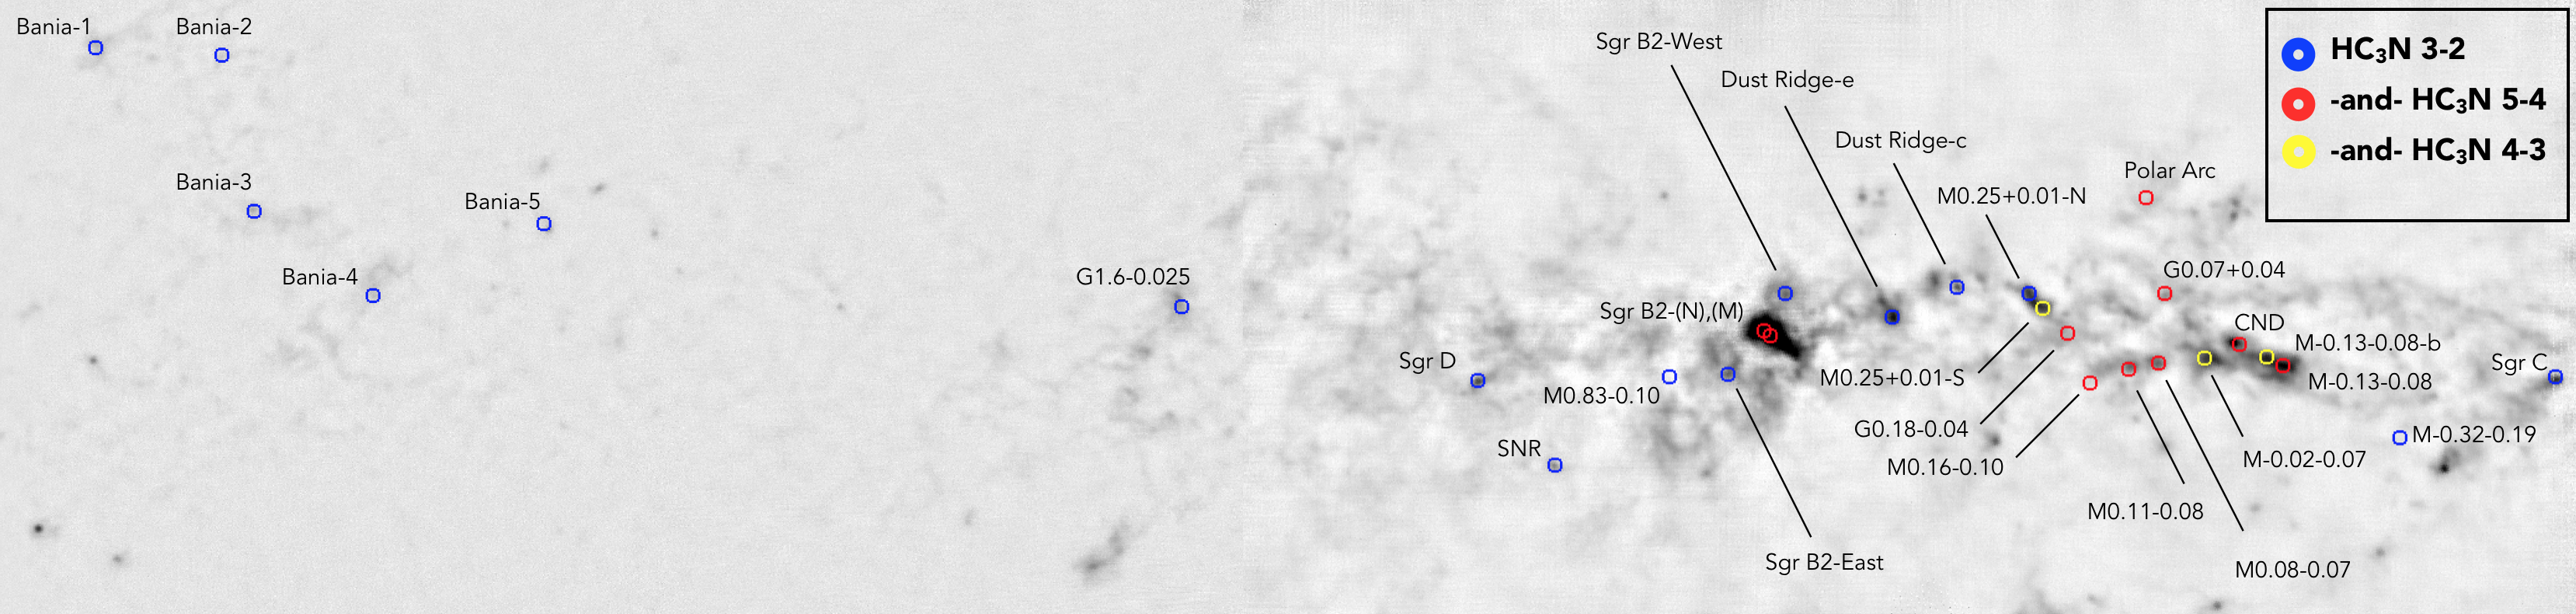 Bania-1
Bania-2
Bania-3
Bania-5
Bania-4
G1.6-0.025
Sgr B2-West
Dust Ridge-e
Dust Ridge-c
M0.25+0.01-N
Polar Arc
HC₃N 3-2
-and- HC₃N 5-4
-and- HC₃N 4-3
G0.07+0.04
Sgr B2-(N),(M)
CND
M-0.13-0.08-b
Sgr D
Sgr C
M0.83-0.10
M0.25+0.01-S
M-0.13-0.08
G0.18-0.04
M-0.32-0.19
SNR
M0.16-0.10
M-0.02-0.07
M0.11-0.08
Sgr B2-East
M0.08-0.07